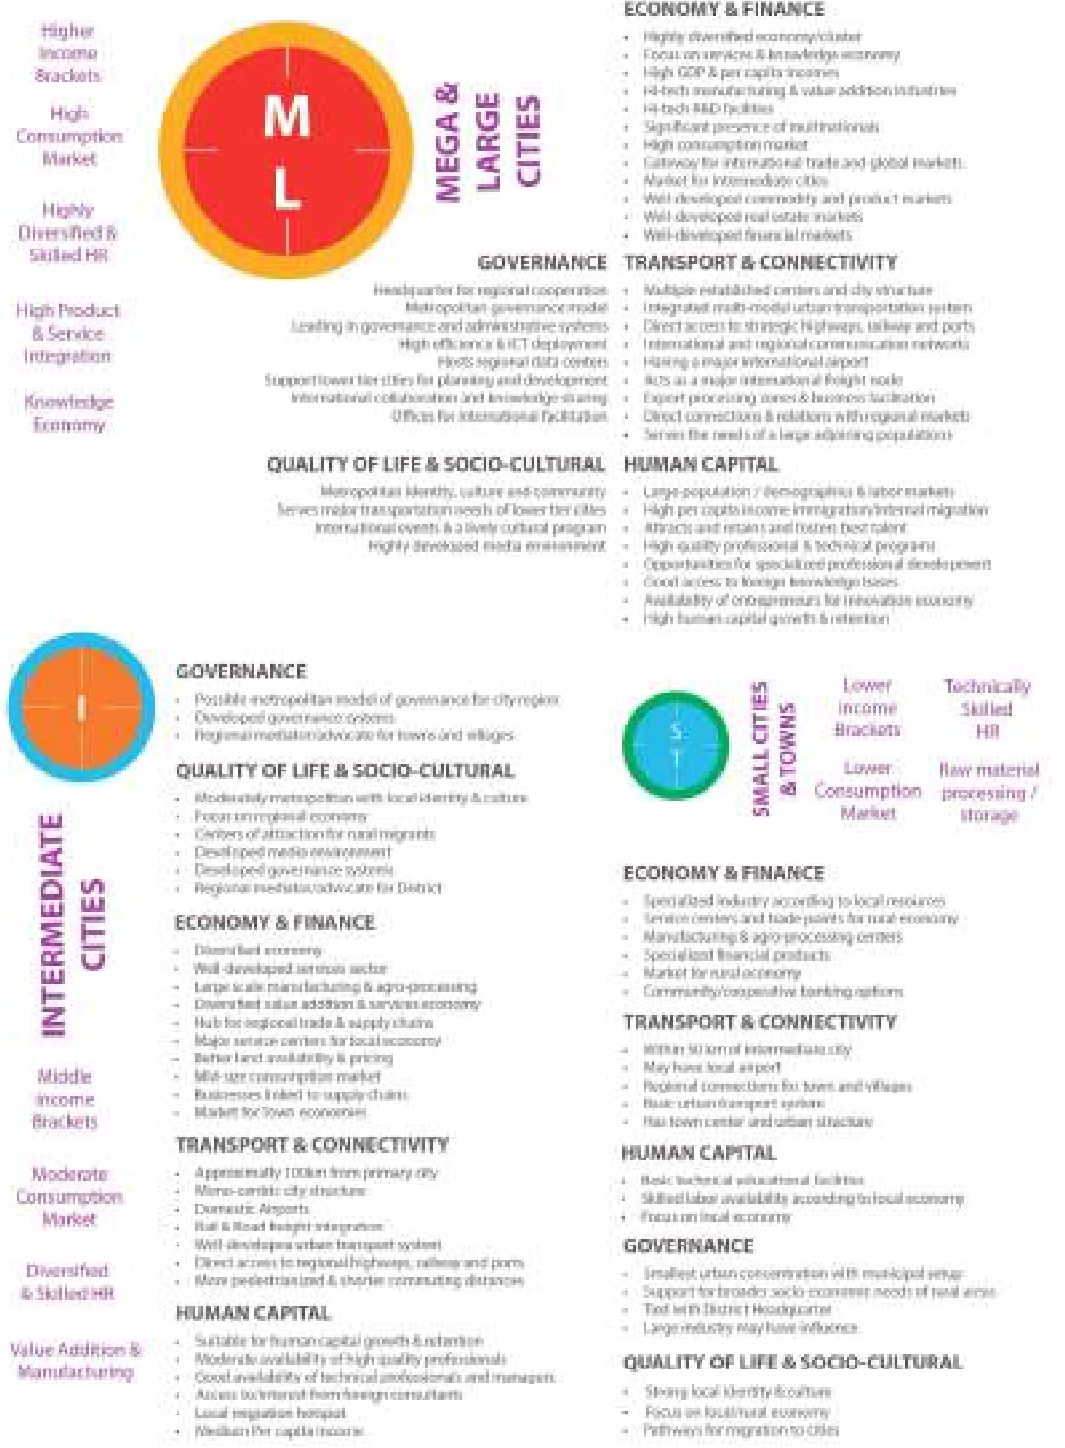 Higher
Income
Brackets
High
Consumption
Market
Highly
Diversified &
Skilled HR
High Product
& Service
Integration
Knowledge
Economy
M
L
MEGA &
LARGE
CITIES
ECONOMY & FINANCE
• Highly diversified economy/cluster
• Focus on services & knowledge economy
• High GDP & per capita incomes
• Hi-tech manufacturing & value addition industries
• Hi-tech R&D facilities
• Significant presence of multinationals
• High consumption market
• Gateway for international trade and global markets
• Market for Intermediate cities
• Well-developed commodity and product markets
• Well-developed real estate markets
• Well-developed financial markets
GOVERNANCE
Headquarter for regional cooperation
Metropolitan governance model
Leading in governance and administrative systems
High efficiency & ICT deployment
Hosts regional data centers
Support lower tier cities for planning and development
International collaboration and knowledge sharing
Offices for international facilitation
TRANSPORT & CONNECTIVITY
• Multiple established centers and city structure
• Integrated multi-modul urban transportation system
• Direct access to strategic highways, railway and ports
• International and regional communication networks
• Having a major international airport
• Acts as a major international freight node
• Export processing zones & business facilitation
• Direct connections & relations with regional markets
• Serves the needs of a large adjoining populations
QUALITY OF LIFE & SOCIO-CULTURAL
Metropolitan identity, culture and community
Serves major transportation needs of lower tier cities
International events & a lively cultural program
Highly developed media environment
HUMAN CAPITAL
• Large-population / demographics & labor markets
• High per capita income immigration/internal migration
• Attracts and retains and fosters best talent
• High quality professional & technical programs
• Opportunities for specialized professional development
• Good access to foreign knowledge bases
• Availability of entrepreneurs for innovation economy
• High human capital growth & retention
I
INTERMEDIATE
CITIES
Middle
Income
Brackets
Moderate
Consumption
Market
Diversified
& Skilled HR
Value Addition &
Manufacturing
GOVERNANCE
• Possible metropolitan model of governance for city region
• Developed governance systems
• Regional mediator/advocate for towns and villages
QUALITY OF LIFE & SOCIO-CULTURAL
• Moderately metropolitan with local identity & culture
• Focus on regional economy
• Centers of attraction for rural migrants
• Developed media environment
• Developed governance systems
• Regional mediator/advocate for District
ECONOMY & FINANCE
• Diversified economy
• Well-developed services sector
• Large scale manufacturing & agro-processing
• Diversified value addition & services economy
• Hub for regional trade & supply chains
• Major service centers for local economy
• Better land availability & pricing
• Mid-size consumption market
• Businesses linked to supply chains
• Market for Town economies
TRANSPORT & CONNECTIVITY
• Approximatly 100km from primary city
• Mono-centric city structure
• Domestic Airports
• Rail & Road freight integration
• Well-developed urban transport system
• Direct access to regional highways, railway and ports
• More pedestrianized & shorter commuting distances
HUMAN CAPITAL
• Suitable for human capital growth & retention
• Moderate availability of high quality professionals
• Good availability of technical professionals and managers
• Access to/interest from foreign consultants
• Local migration hotspot
• Medium Per capita income
S
T
SMALL CITIES
& TOWNS
Lower
Income
Brackets
Technically
Skilled
HR
Lower
Consumption
Market
Raw material
processing /
storage
ECONOMY & FINANCE
• Specialized industry according to local resources
• Service centers and trade points for rural economy
• Manufacturing & agro-processing centers
• Specialized financial products
• Market for rural economy
• Community/cooperative banking options
TRANSPORT & CONNECTIVITY
• Within 50 km of intermediate city
• May have local airport
• Regional connections for town and villages
• Basic urban transport system
• Has town center and urban structure
HUMAN CAPITAL
• Basic technical educational facilities
• Skilled labor availability according to local economy
• Focus on local economy
GOVERNANCE
• Smallest urban concentration with municipal setup
• Support for broader socio-economic needs of rural areas
• Tied with District Headquarter
• Large industry may have influence
QUALITY OF LIFE & SOCIO-CULTURAL
• Strong local identity & culture
• Focus on local/rural economy
• Pathways for migration to cities